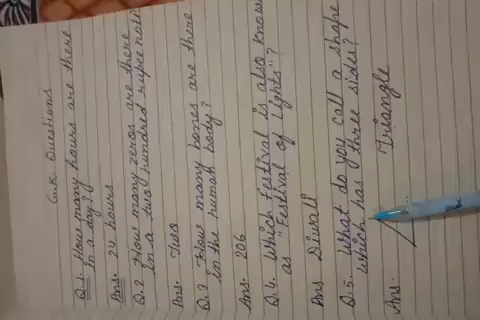 G.K Questions
Q.1. How many hours are there
in a day?
Ans. 24 hours
Q.2 How many zeros are there
in a two hundred rupee note
Ans. Two
Q.3 How many bones are there
in the human body?
Ans. 206
Q.4. Which festival is also known
as "Festival of Lights"?
Ans Diwali
Q.5. What do you call a shape
which has three sides?
Ans. Triangle